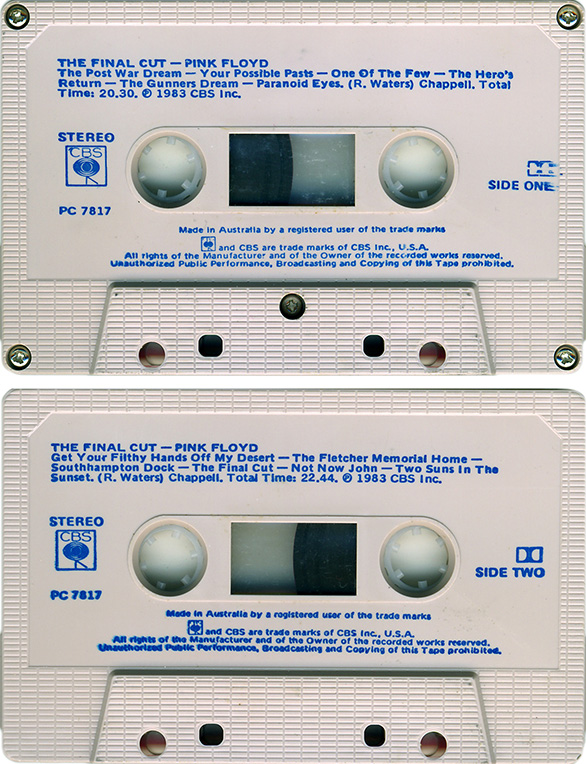 THE FINAL CUT — PINK FLOYD
The Post War Dream — Your Possible Pasts — One Of The Few — The Hero's
Return — The Gunners Dream — Paranoid Eyes. (R. Waters) Chappell. Total
Time: 20.30. ℗ 1983 CBS Inc.
STEREO
CBS
SIDE ONE
PC 7817
Made in Australia by a registered user of the trade marks
and CBS are trade marks of CBS Inc., U.S.A.
All rights of the Manufacturer and of the Owner of the recorded works reserved.
Unauthorized Public Performance, Broadcasting and Copying of this Tape prohibited.
THE FINAL CUT — PINK FLOYD
Get Your Filthy Hands Off My Desert — The Fletcher Memorial Home —
Southhampton Dock — The Final Cut — Not Now John — Two Suns In The
Sunset. (R. Waters) Chappell. Total Time: 22.44. ℗ 1983 CBS Inc.
STEREO
CBS
SIDE TWO
PC 7817
Made in Australia by a registered user of the trade marks
and CBS are trade marks of CBS Inc., U.S.A.
All rights of the Manufacturer and of the Owner of the recorded works reserved.
Unauthorized Public Performance, Broadcasting and Copying of this Tape prohibited.